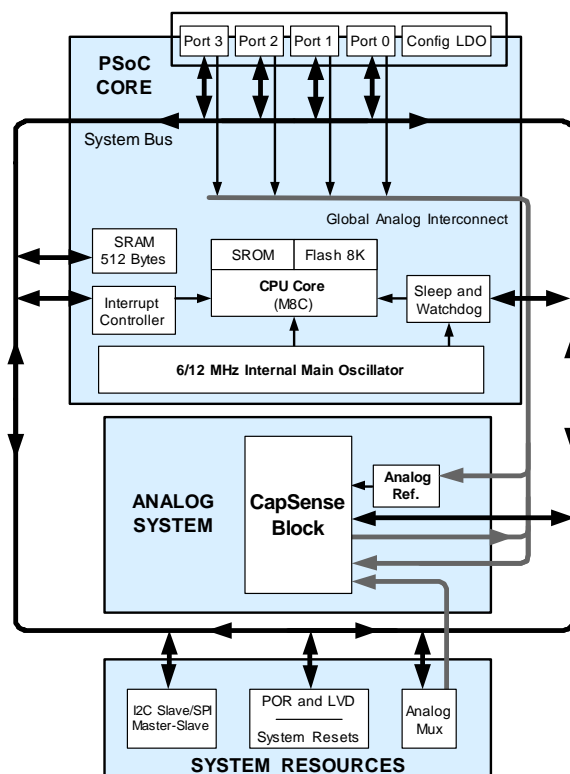 Port 3 Port 2 Port 1 Port 0 Config LDO
PSoC
CORE
System Bus
Global Analog Interconnect
SRAM
512 Bytes
SROM Flash 8K
CPU Core
(M8C)
Interrupt
Controller
Sleep and
Watchdog
6/12 MHz Internal Main Oscillator
ANALOG
SYSTEM
CapSense
Block
Analog
Ref.
I2C Slave/SPI
Master-Slave
POR and LVD
System Resets
Analog
Mux
SYSTEM RESOURCES